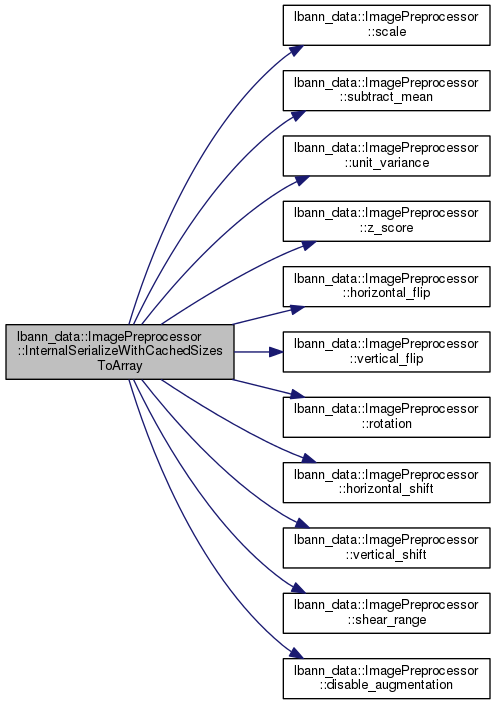 lbann_data::ImagePreprocessor
::scale
lbann_data::ImagePreprocessor
::subtract_mean
lbann_data::ImagePreprocessor
::unit_variance
lbann_data::ImagePreprocessor
::z_score
lbann_data::ImagePreprocessor
::horizontal_flip
lbann_data::ImagePreprocessor
::InternalSerializeWithCachedSizes
ToArray
lbann_data::ImagePreprocessor
::vertical_flip
lbann_data::ImagePreprocessor
::rotation
lbann_data::ImagePreprocessor
::horizontal_shift
lbann_data::ImagePreprocessor
::vertical_shift
lbann_data::ImagePreprocessor
::shear_range
lbann_data::ImagePreprocessor
::disable_augmentation